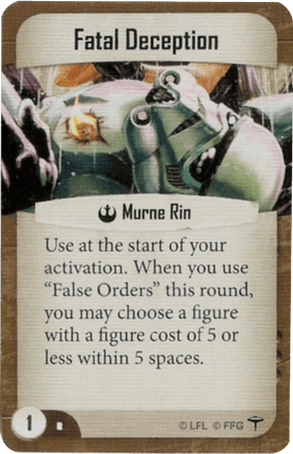 Fatal Deception
Murne Rin
Use at the start of your
activation. When you use
“False Orders” this round,
you may choose a figure
with a figure cost of 5 or
less within 5 spaces.
1
© LFL © FFG